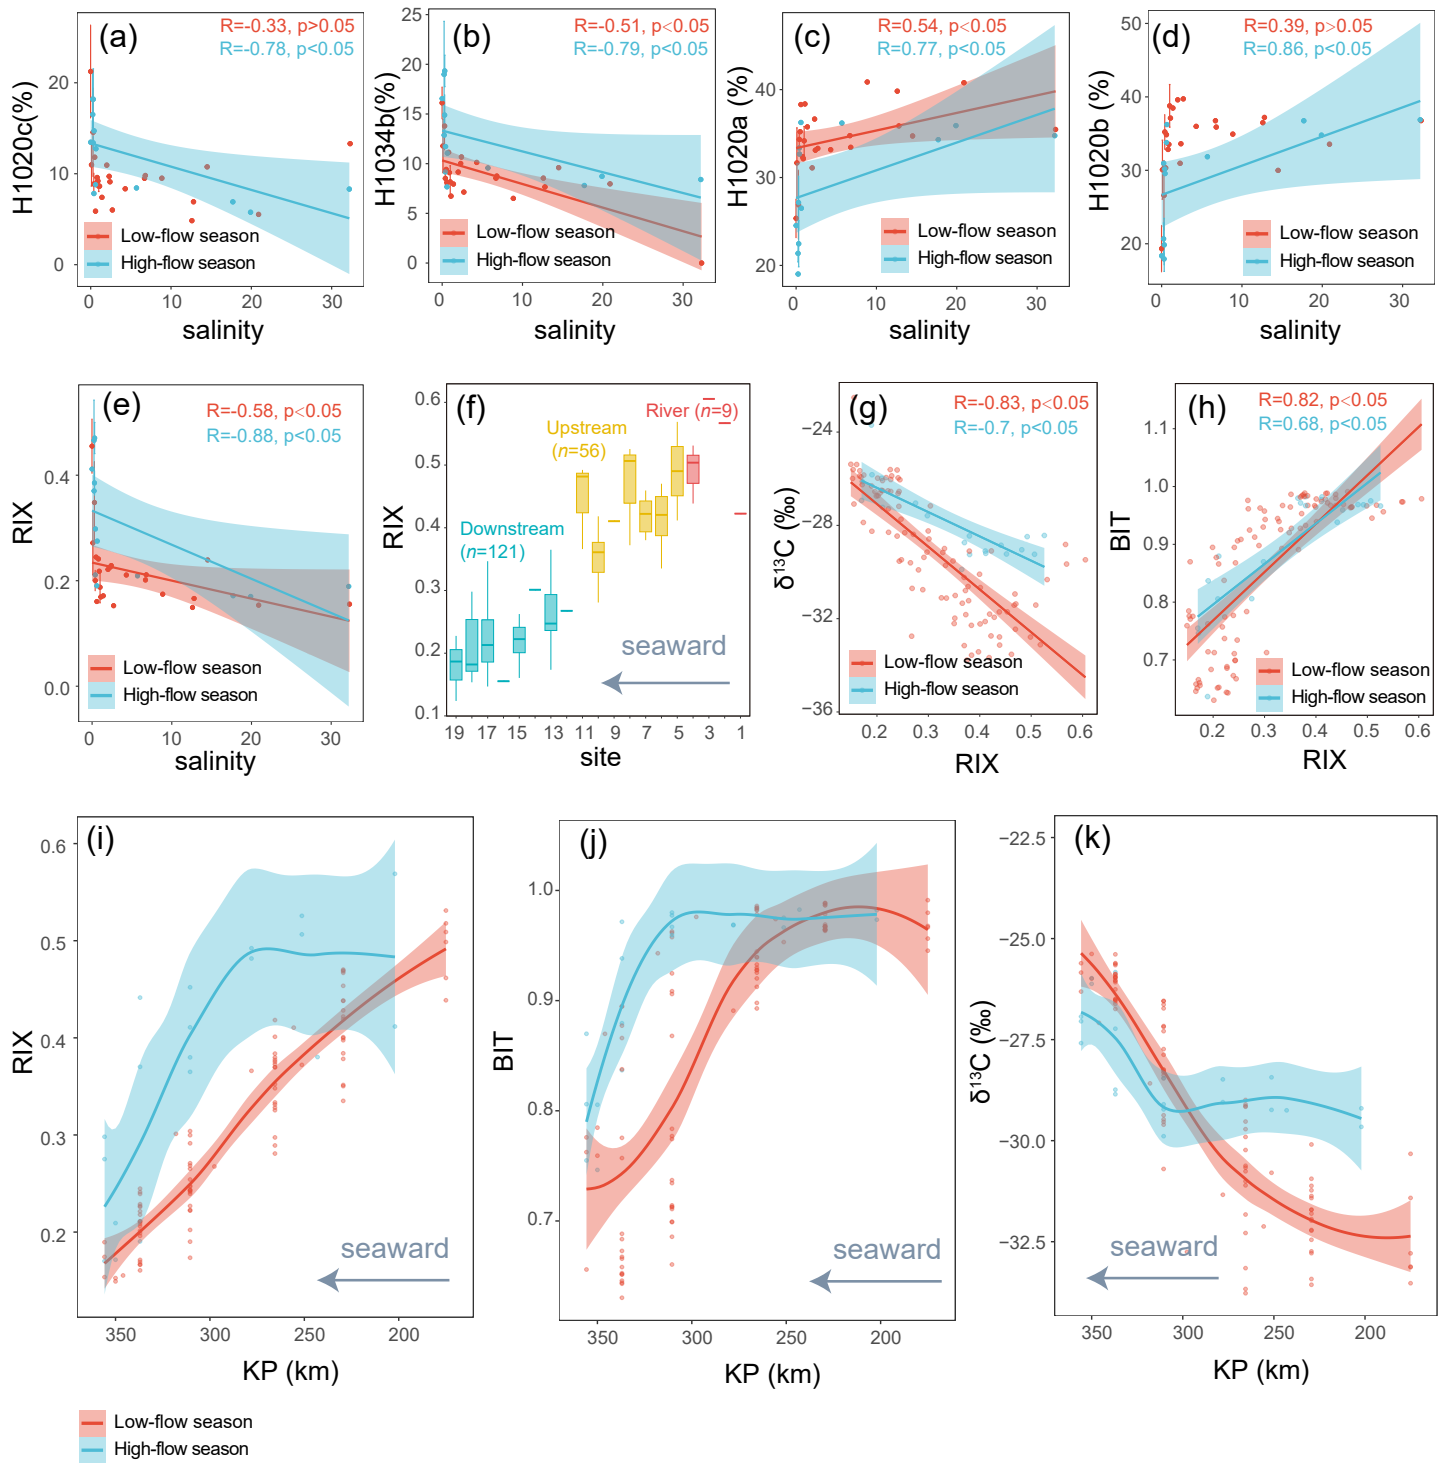 (a)
R=-0.33, p>0.05
R=-0.78, p<0.05
H1020c(%)
20
10
0
Low-flow season
High-flow season
0 10 20 30
salinity
(b)
R=-0.51, p<0.05
R=-0.79, p<0.05
H1034b(%)
25
20
15
10
5
0
Low-flow season
High-flow season
0 10 20 30
salinity
(c)
R=0.54, p<0.05
R=0.77, p<0.05
H1020a (%)
40
30
20
Low-flow season
High-flow season
0 10 20 30
salinity
(d)
R=0.39, p>0.05
R=0.86, p<0.05
H1020b (%)
50
40
30
20
Low-flow season
High-flow season
0 10 20 30
salinity
(e)
R=-0.58, p<0.05
R=-0.88, p<0.05
RIX
0.4
0.2
0.0
Low-flow season
High-flow season
0 10 20 30
salinity
(f)
River (n=9)
Upstream
(n=56)
Downstream
(n=121)
RIX
0.6
0.5
0.4
0.3
0.2
0.1
seaward
19 17 15 13 11 9 7 5 3 1
site
(g)
R=-0.83, p<0.05
R=-0.7, p<0.05
δ¹³C (‰)
−24
−28
−32
−36
Low-flow season
High-flow season
0.2 0.3 0.4 0.5 0.6
RIX
(h)
R=0.82, p<0.05
R=0.68, p<0.05
BIT
1.1
1.0
0.9
0.8
0.7
Low-flow season
High-flow season
0.2 0.3 0.4 0.5 0.6
RIX
(i)
RIX
0.6
0.5
0.4
0.3
0.2
seaward
350 300 250 200
KP (km)
(j)
BIT
1.0
0.9
0.8
0.7
seaward
350 300 250 200
KP (km)
(k)
δ¹³C (‰)
−22.5
−25.0
−27.5
−30.0
−32.5
seaward
350 300 250 200
KP (km)
Low-flow season
High-flow season